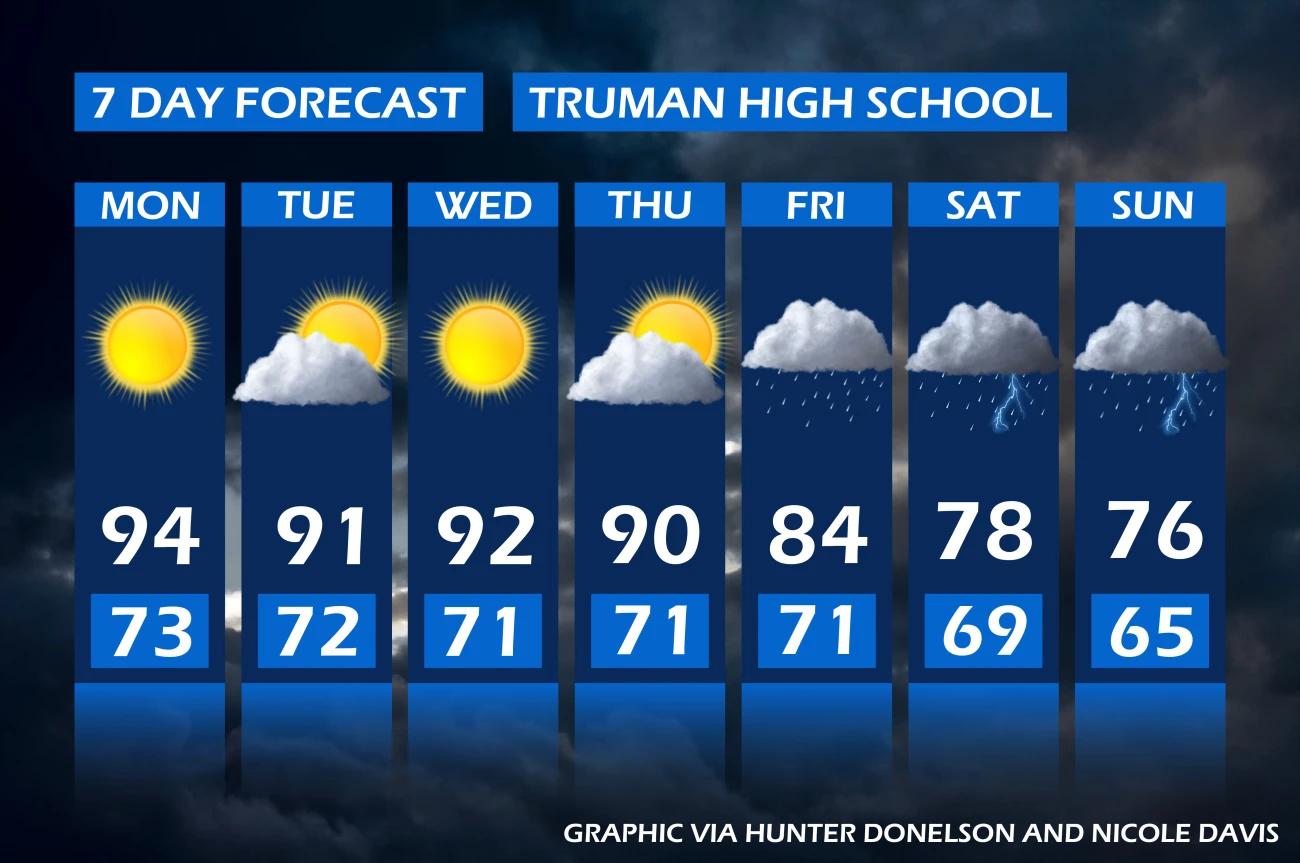 7 DAY FORECAST TRUMAN HIGH SCHOOL
MON TUE WED THU FRI SAT SUN
94 91 92 90 84 78 76
73 72 71 71 71 69 65
GRAPHIC VIA HUNTER DONELSON AND NICOLE DAVIS